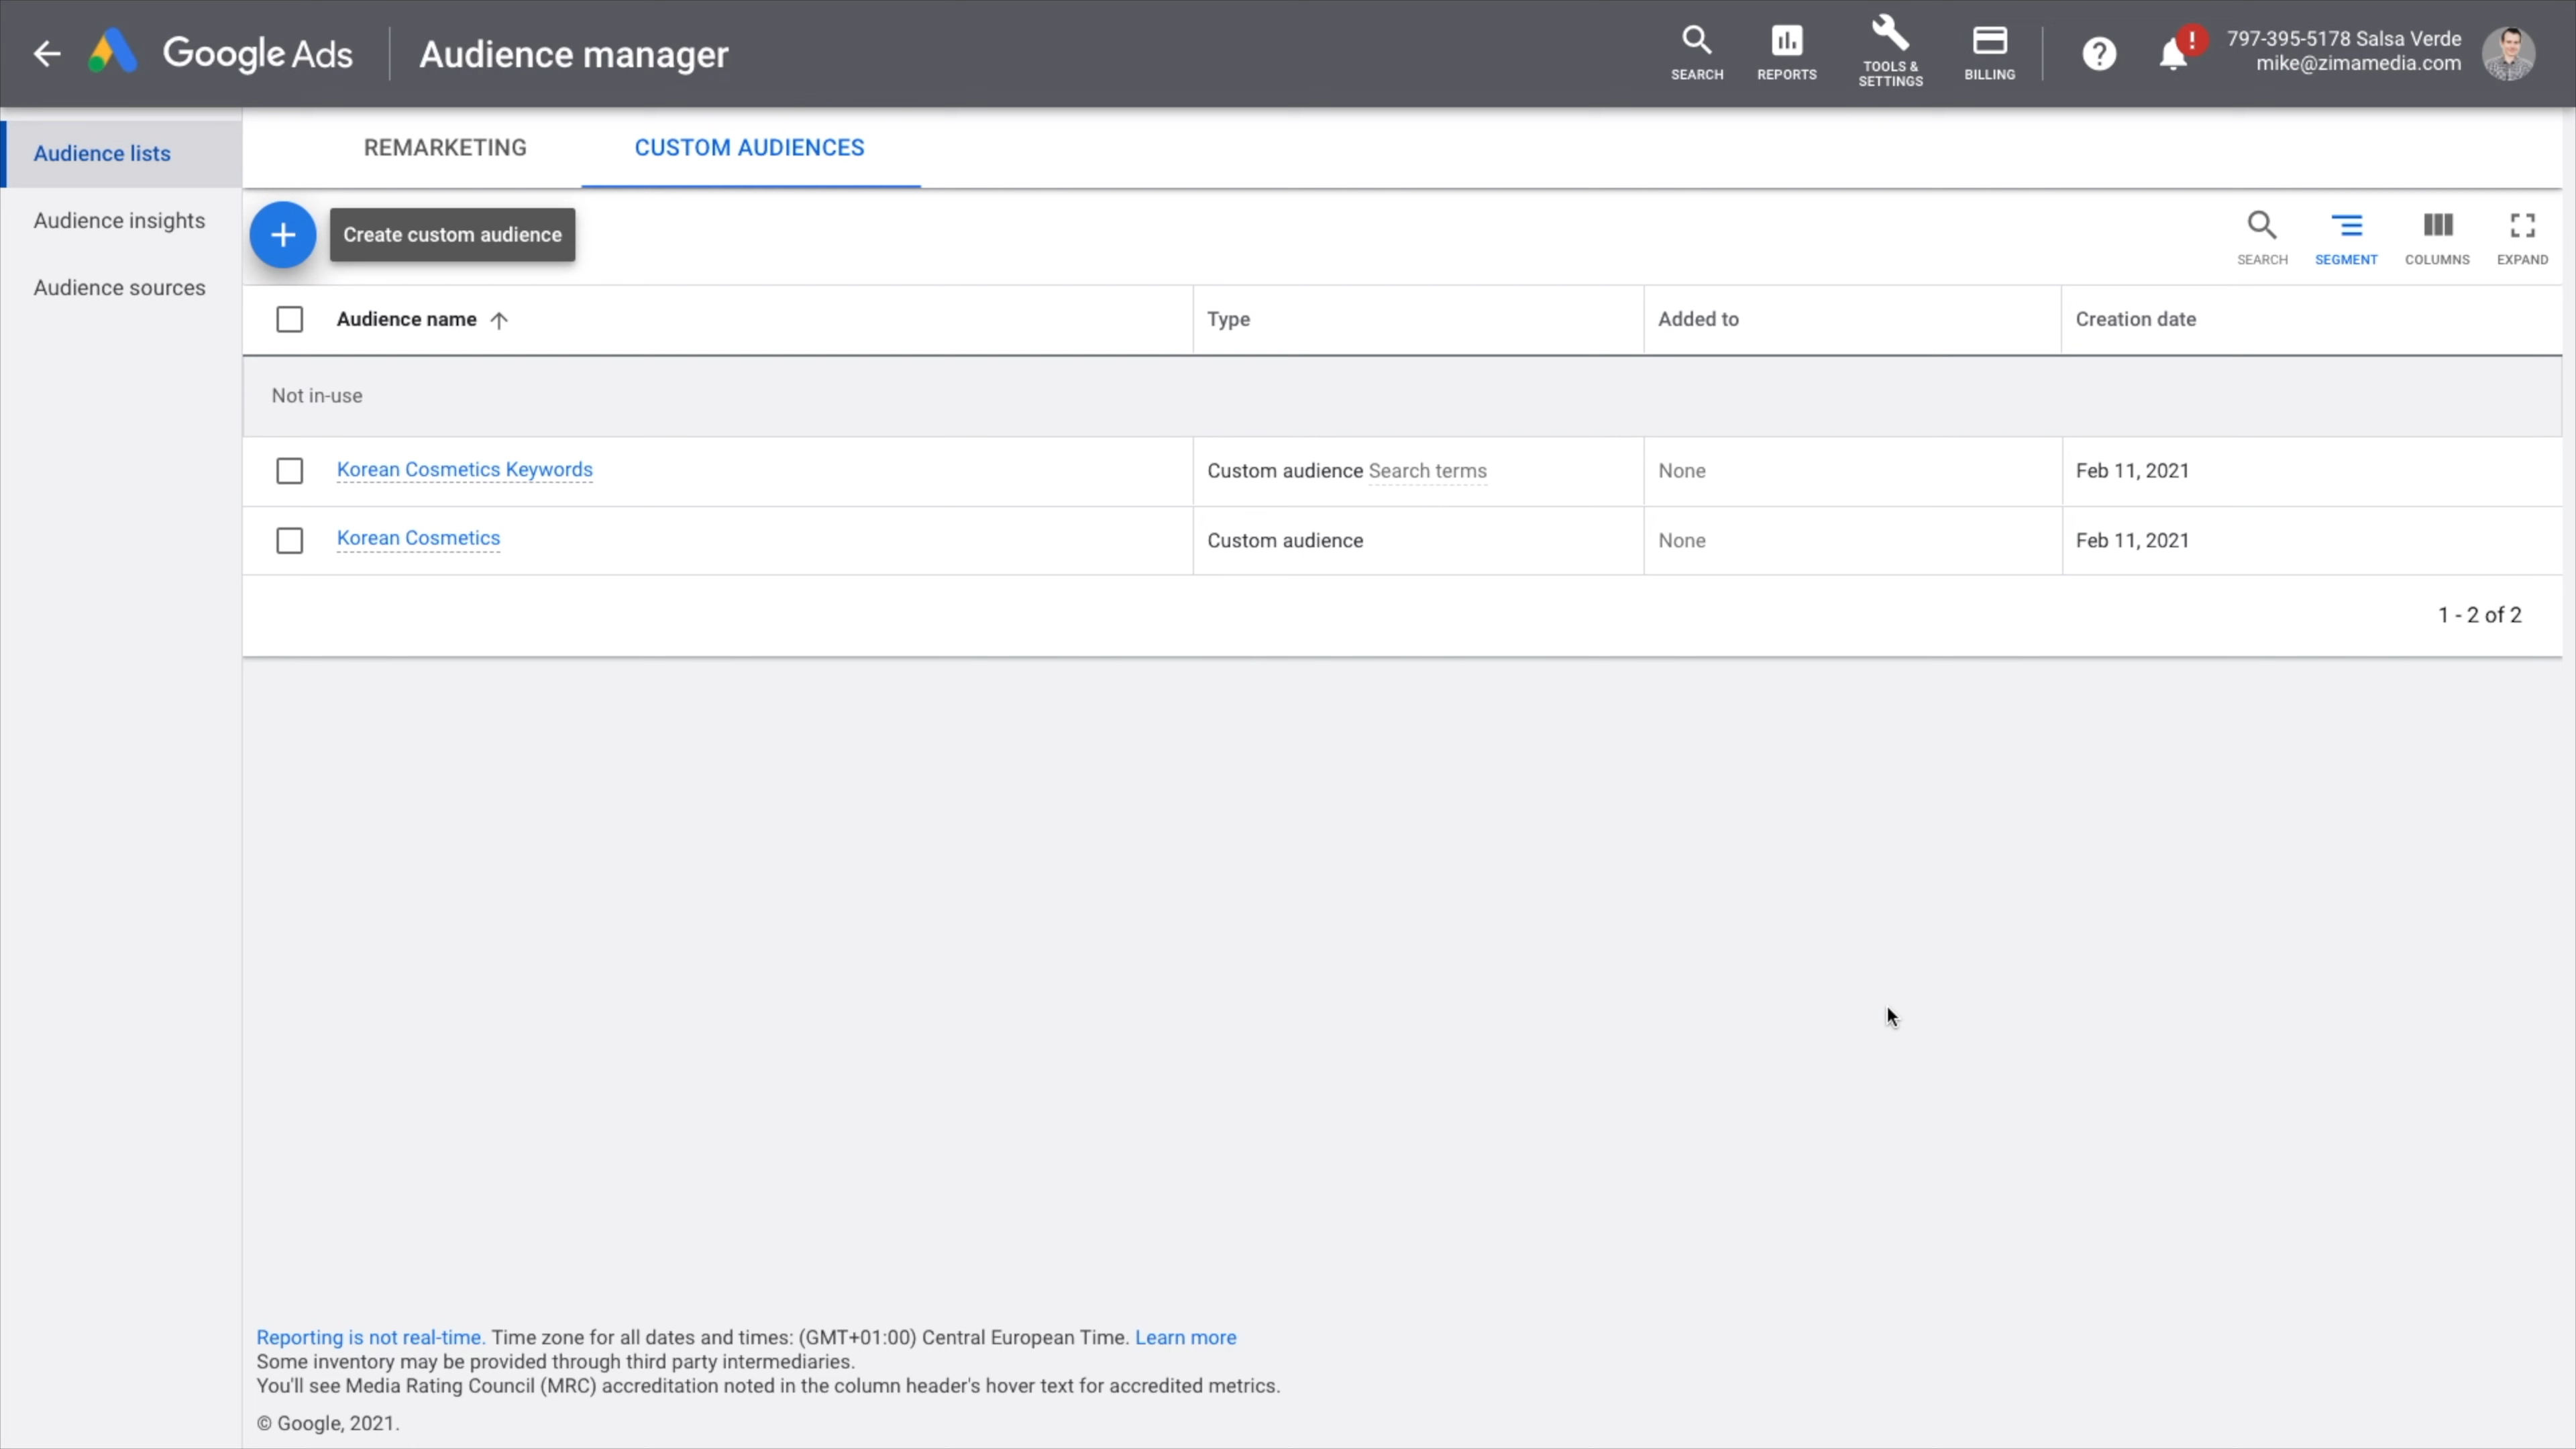 Google Ads
Audience manager
SEARCH
REPORTS
TOOLS &
SETTINGS
BILLING
?
!
797-395-5178 Salsa Verde
mike@zimamedia.com
Audience lists
Audience insights
Audience sources
REMARKETING
CUSTOM AUDIENCES
+
Create custom audience
SEARCH
SEGMENT
COLUMNS
EXPAND
Audience name
Type
Added to
Creation date
Not in-use
Korean Cosmetics Keywords
Custom audience Search terms
None
Feb 11, 2021
Korean Cosmetics
Custom audience
None
Feb 11, 2021
1 - 2 of 2
Reporting is not real-time. Time zone for all dates and times: (GMT+01:00) Central European Time. Learn more
Some inventory may be provided through third party intermediaries.
You'll see Media Rating Council (MRC) accreditation noted in the column header's hover text for accredited metrics.
© Google, 2021.